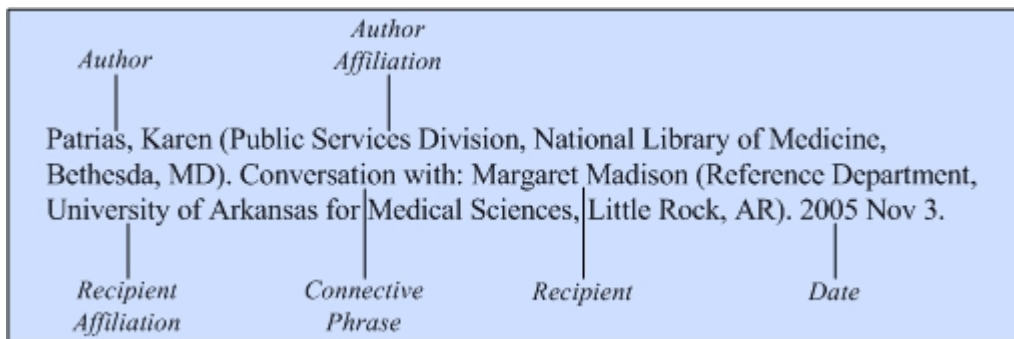 Author
Author
Affiliation
Patrias, Karen (Public Services Division, National Library of Medicine,
Bethesda, MD). Conversation with: Margaret Madison (Reference Department,
University of Arkansas for Medical Sciences, Little Rock, AR). 2005 Nov 3.
Recipient
Affiliation
Connective
Phrase
Recipient
Date